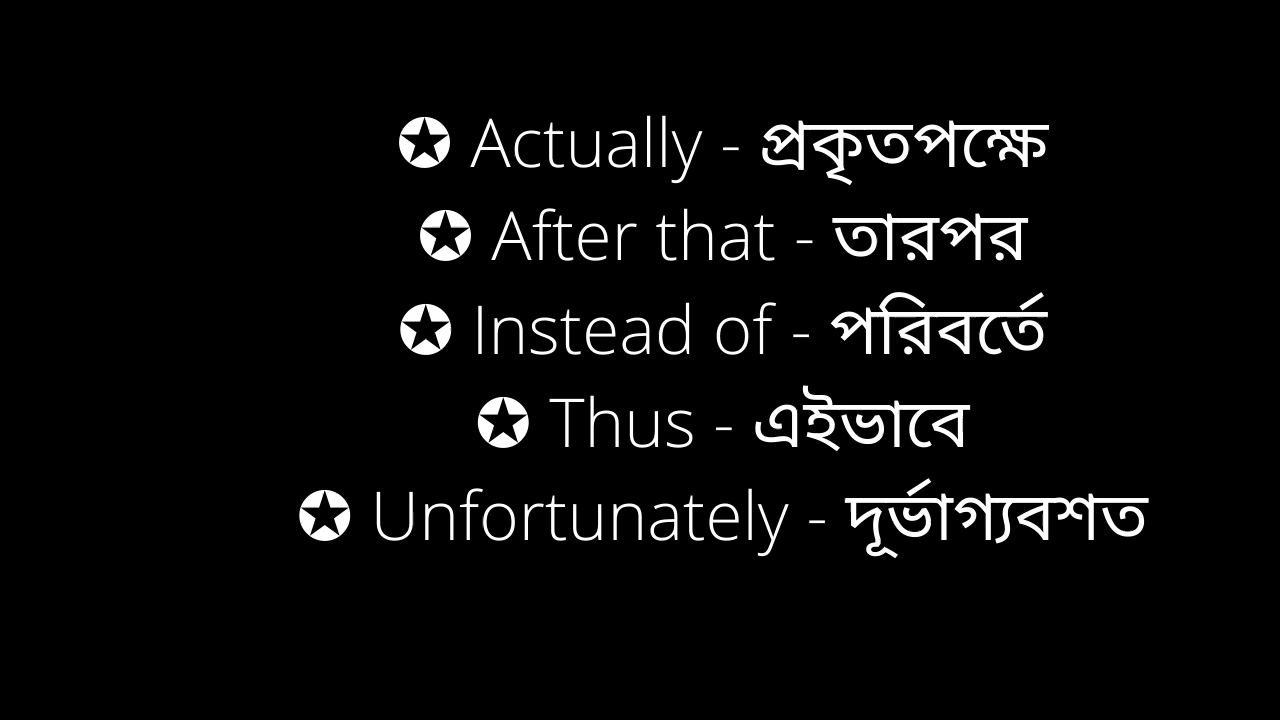 ✪ Actually - প্রকৃতপক্ষে
✪ After that - তারপর
✪ Instead of - পরিবর্তে
✪ Thus - এইভাবে
✪ Unfortunately - দূর্ভাগ্যবশত